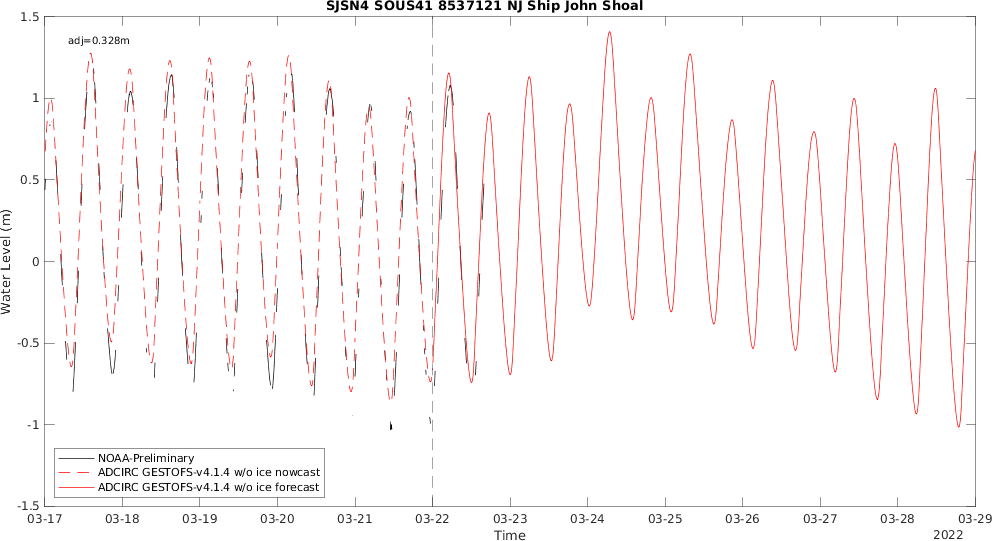 SJSN4 SOUS41 8537121 NJ Ship John Shoal
adj=0.328m
1.5
1
0.5
0
-0.5
-1
-1.5
Water Level (m)
NOAA-Preliminary
ADCIRC GESTOFS-v4.1.4 w/o ice nowcast
ADCIRC GESTOFS-v4.1.4 w/o ice forecast
03-17 03-18 03-19 03-20 03-21 03-22 03-23 03-24 03-25 03-26 03-27 03-28 03-29
Time
2022